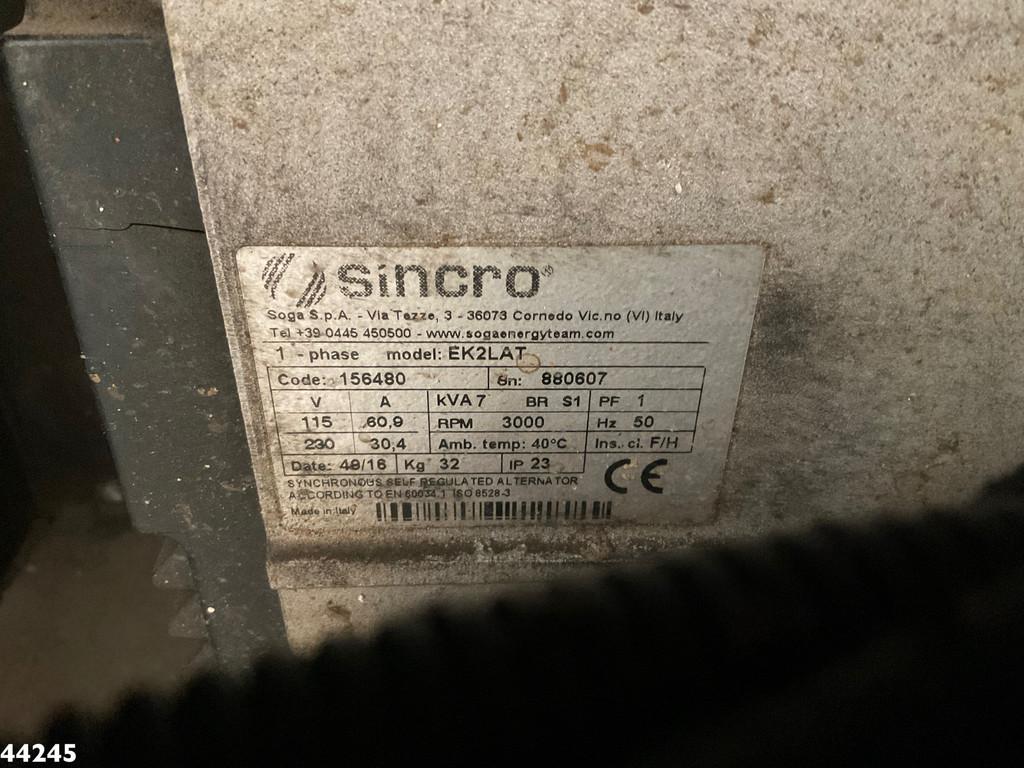 sincro®
Soga S.p.A. - Via Tezze, 3 - 36073 Cornedo Vic.no (VI) Italy
Tel +39 0445 450500 - www.sogaenergyteam.com
1 - phase model: EK2LAT
Code: 156480 Sn: 880607
V A kVA 7 BR S1 PF 1
115 60,9 RPM 3000 Hz 50
230 30,4 Amb. temp: 40°C Ins. cl. F/H
Date: 49/16 Kg 32 IP 23 CE
SYNCHRONOUS SELF REGULATED ALTERNATOR
ACCORDING TO EN 60034.1 ISO 8528-3
Made in Italy
44245